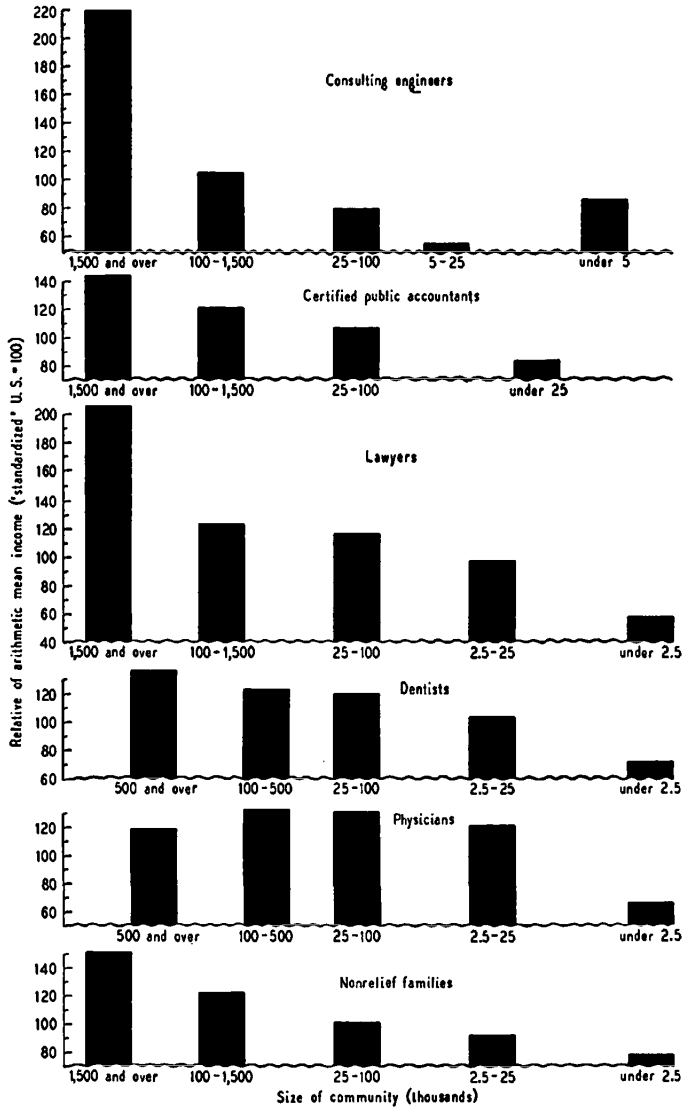 Relative of arithmetic mean income ("standardized" U. S. = 100)
220
200
180
160
140
120
100
80
60
Consulting engineers
1,500 and over 100-1,500 25-100 5-25 under 5
140
120
100
80
Certified public accountants
1,500 and over 100-1,500 25-100 under 25
200
180
160
140
120
100
80
60
40
Lawyers
1,500 and over 100-1,500 25-100 2.5-25 under 2.5
120
100
80
60
Dentists
500 and over 100-500 25-100 2.5-25 under 2.5
120
100
80
60
Physicians
500 and over 100-500 25-100 2.5-25 under 2.5
140
120
100
80
Nonrelief families
1,500 and over 100-1,500 25-100 2.5-25 under 2.5
Size of community (thousands)